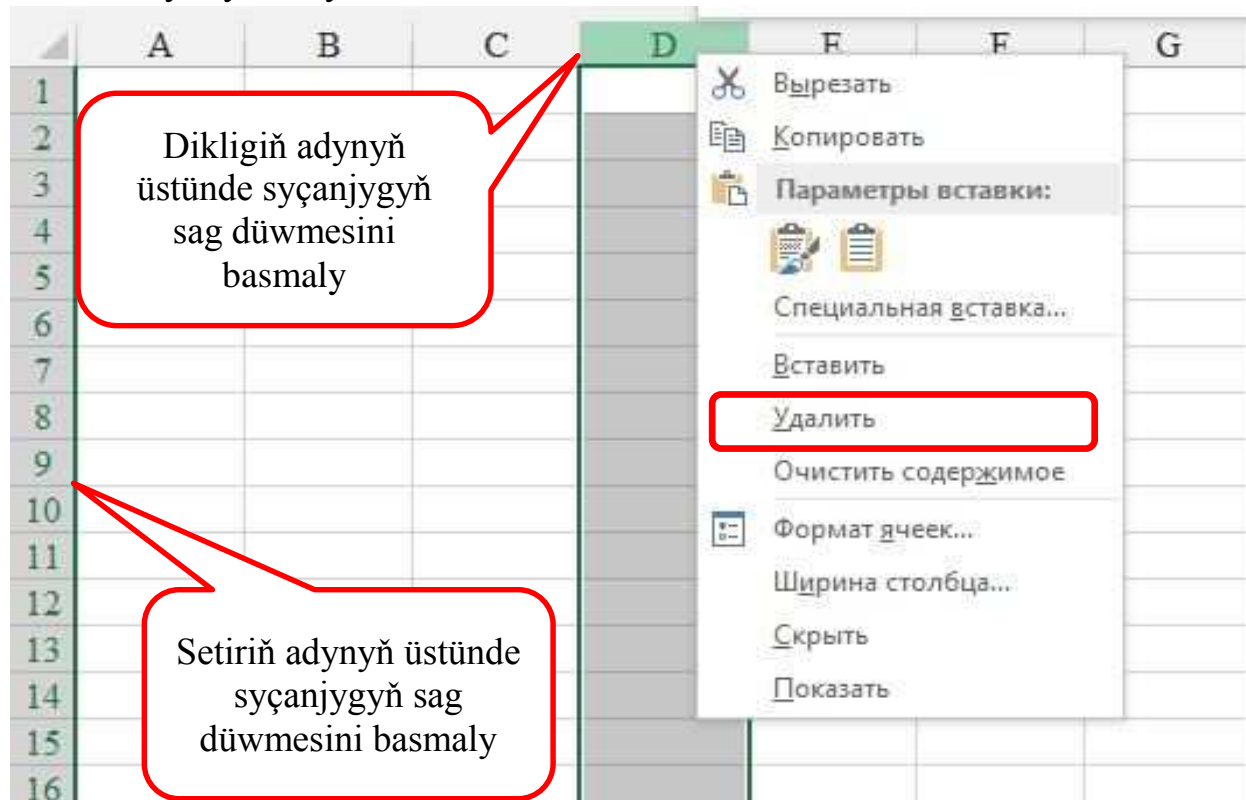 A B C D E F G
1
2
3
4
5
6
7
8
9
10
11
12
13
14
15
16
Dikligiň adynyň
üstünde syçanjygyň
sag düwmesini
basmaly
Setiriň adynyň üstünde
syçanjygyň sag
düwmesini basmaly
Вырезать
Копировать
Параметры вставки:
Специальная вставка...
Вставить
Удалить
Очистить содержимое
Формат ячеек...
Ширина столбца...
Скрыть
Показать